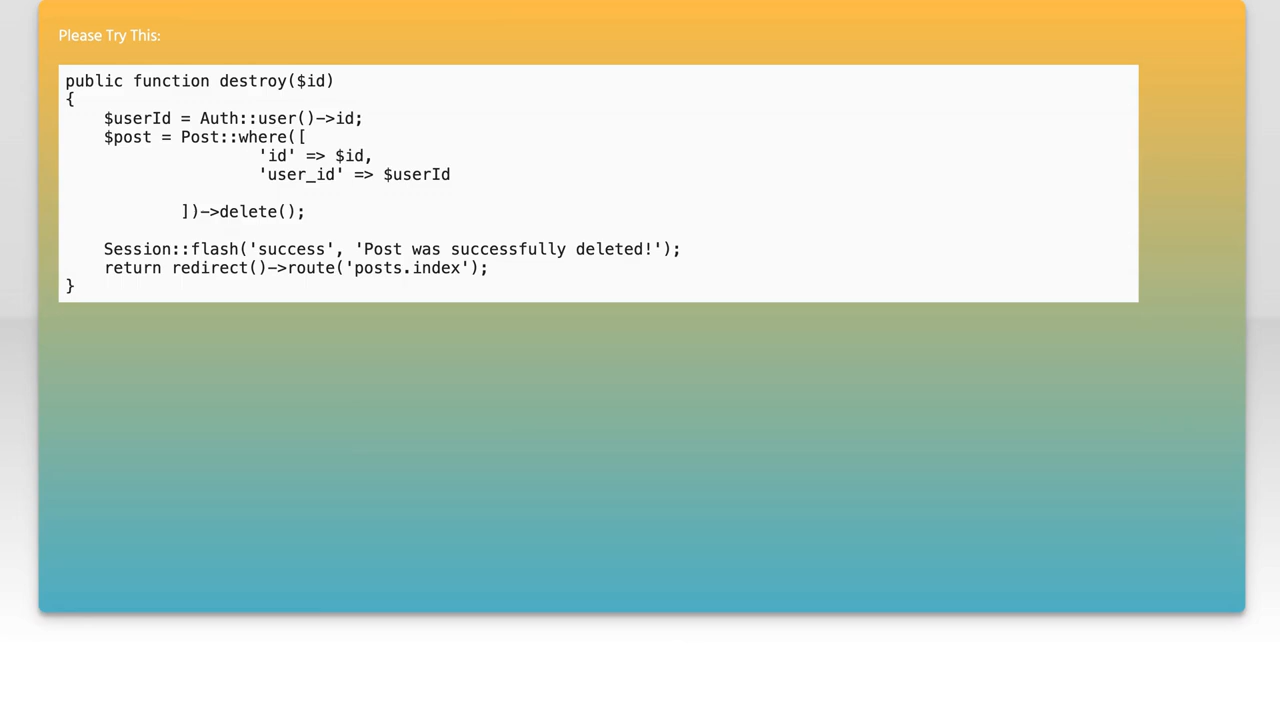 Please Try This:
public function destroy($id)
{
    $userId = Auth::user()->id;
    $post = Post::where([
                    'id' => $id,
                    'user_id' => $userId
            ])->delete();
    Session::flash('success', 'Post was successfully deleted!');
    return redirect()->route('posts.index');
}